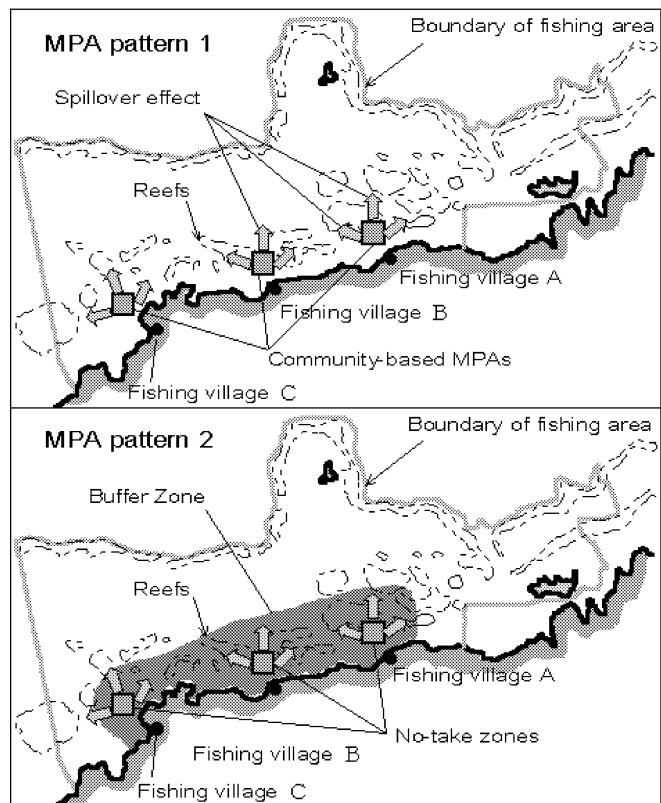 MPA pattern 1
Boundary of fishing area
Spillover effect
Reefs
Fishing village A
Fishing village B
Community-based MPAs
Fishing village C
MPA pattern 2
Boundary of fishing area
Buffer Zone
Reefs
Fishing village A
No-take zones
Fishing village B
Fishing village C